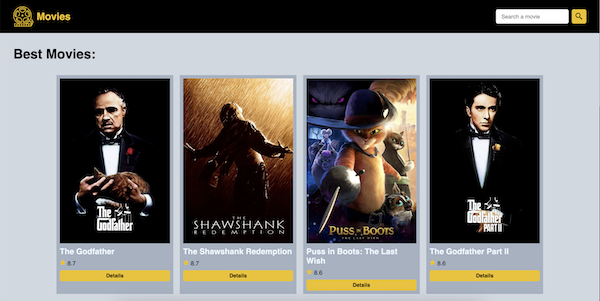 Movies
Search a movie
Best Movies:
The
Godfather
THE
SHAWSHANK
REDEMPTION
PUSS IN BOOTS
THE LAST WISH
The
Godfather
PART II
The Godfather
8.7
Details
The Shawshank Redemption
8.7
Details
Puss in Boots: The Last
Wish
8.6
Details
The Godfather Part II
8.6
Details